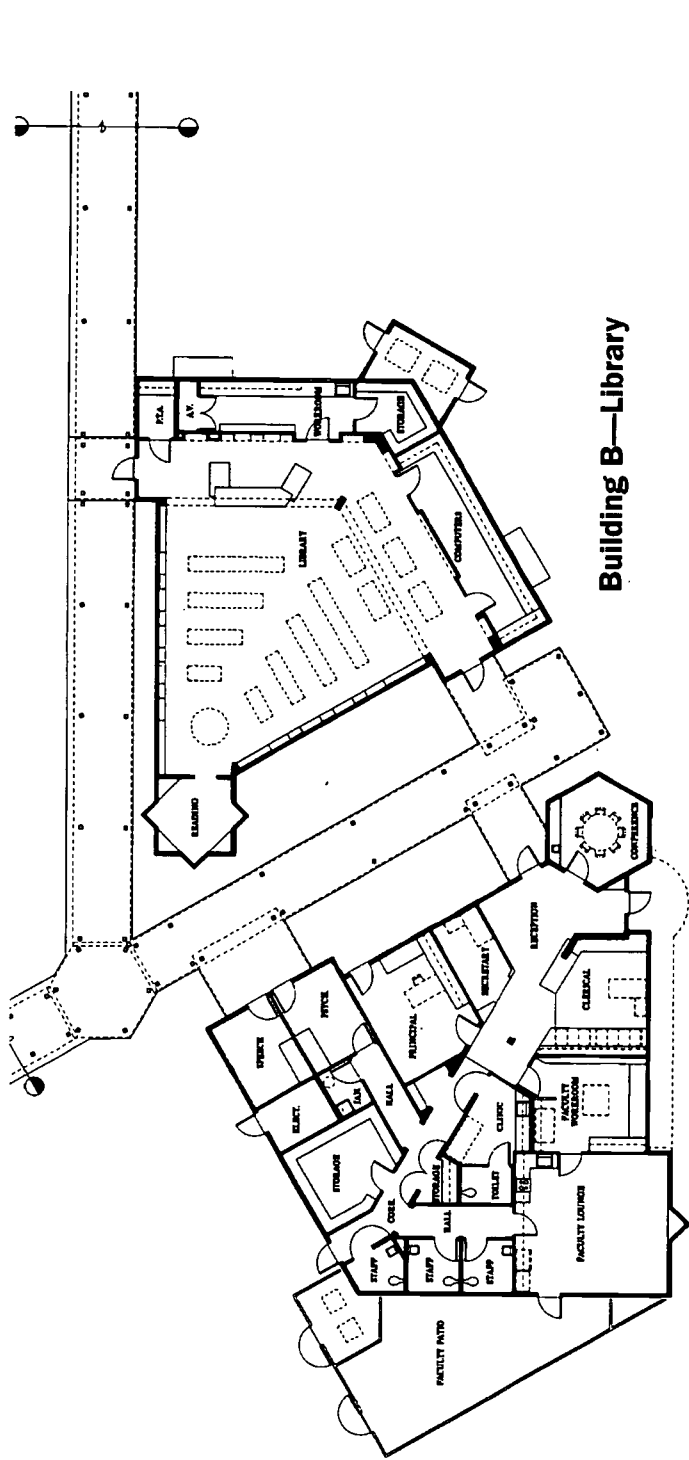 P.T.A.
A.V.
WORKROOM
STORAGE
LIBRARY
COMPUTERS
READING
Building B—Library
CONFERENCE
RECEPTION
SECRETARY
CLERICAL
PRINCIPAL
PSYCH.
SPEECH
ELECT.
JAN
HALL
CLINIC
FACULTY
WORKROOM
STORAGE
STORAGE
TOILET
CORR.
HALL
STAFF
STAFF
STAFF
FACULTY LOUNGE
FACULTY PATIO